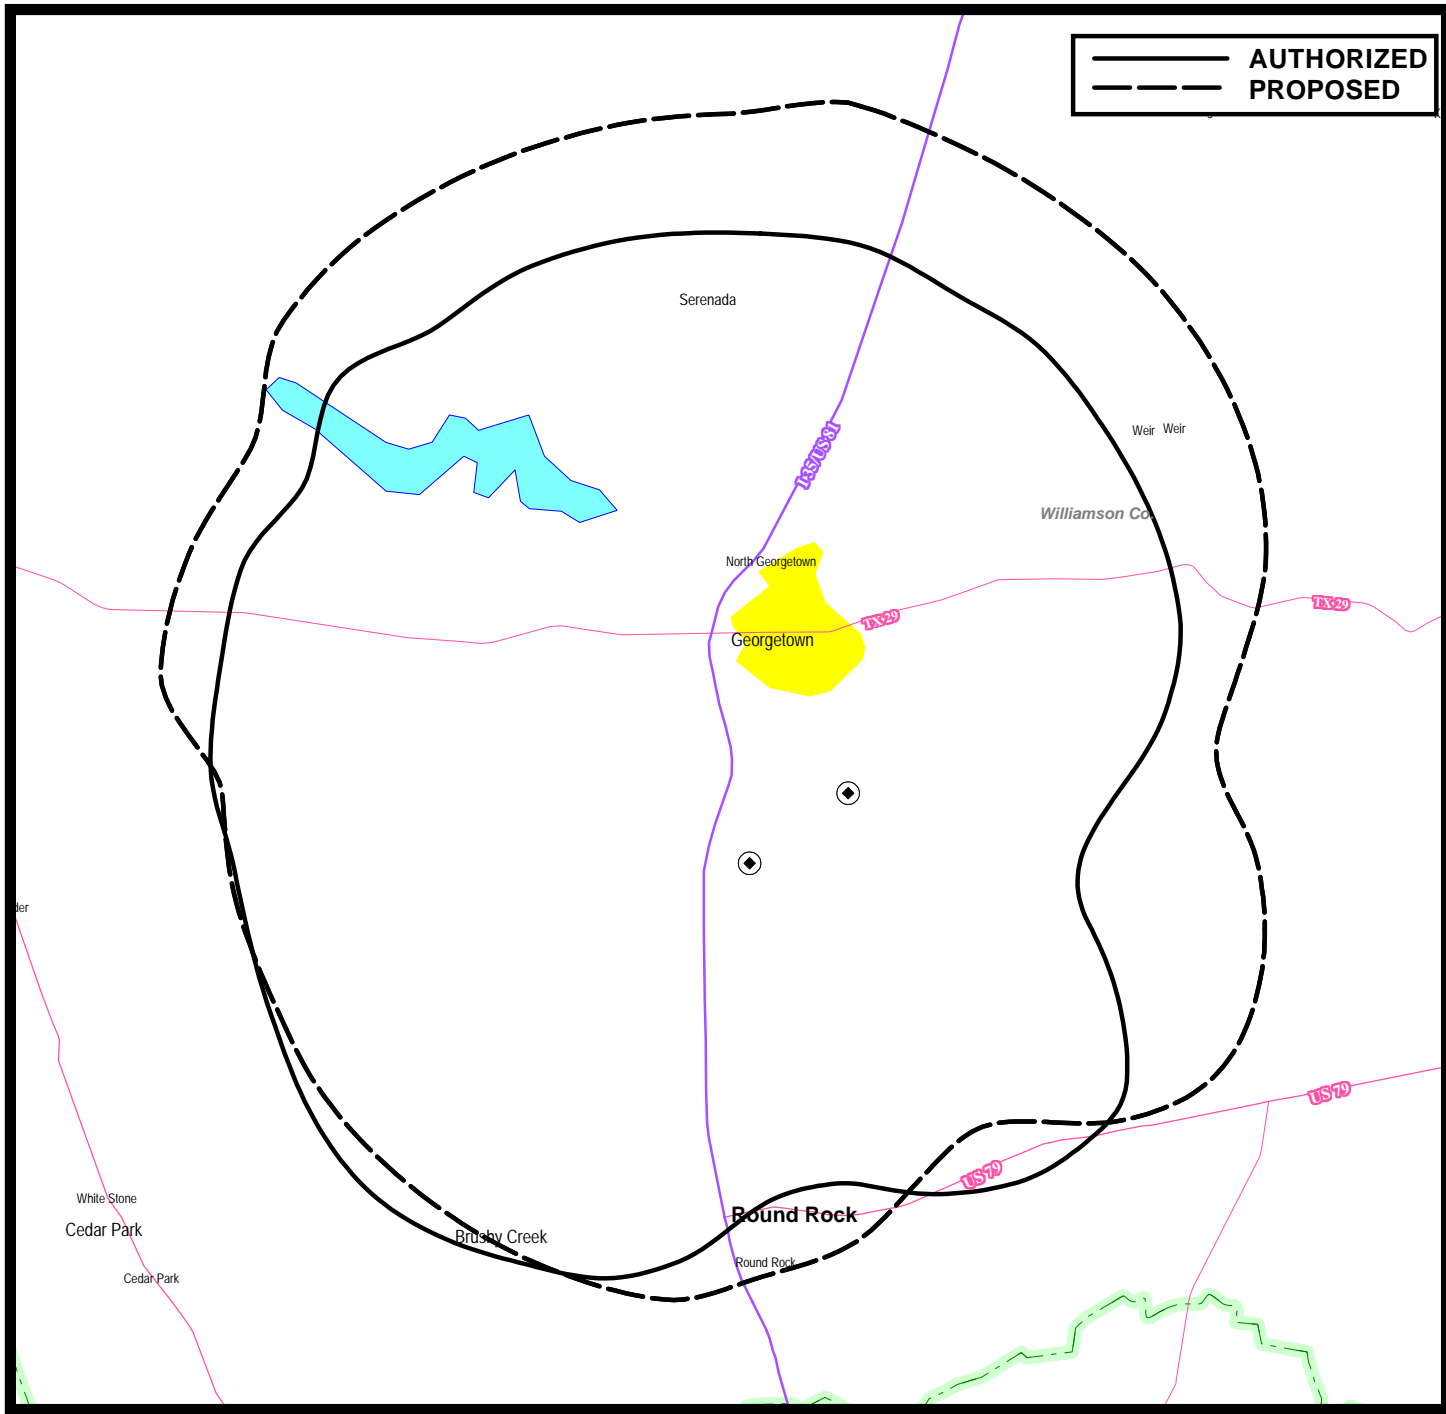 AUTHORIZED
PROPOSED
Serenada
I-35/US 81
Weir Weir
Williamson Co.
North Georgetown
TX 29
TX 29
Georgetown
der
US 79
US 79
White Stone
Cedar Park
Round Rock
Brushy Creek
Round Rock
Cedar Park